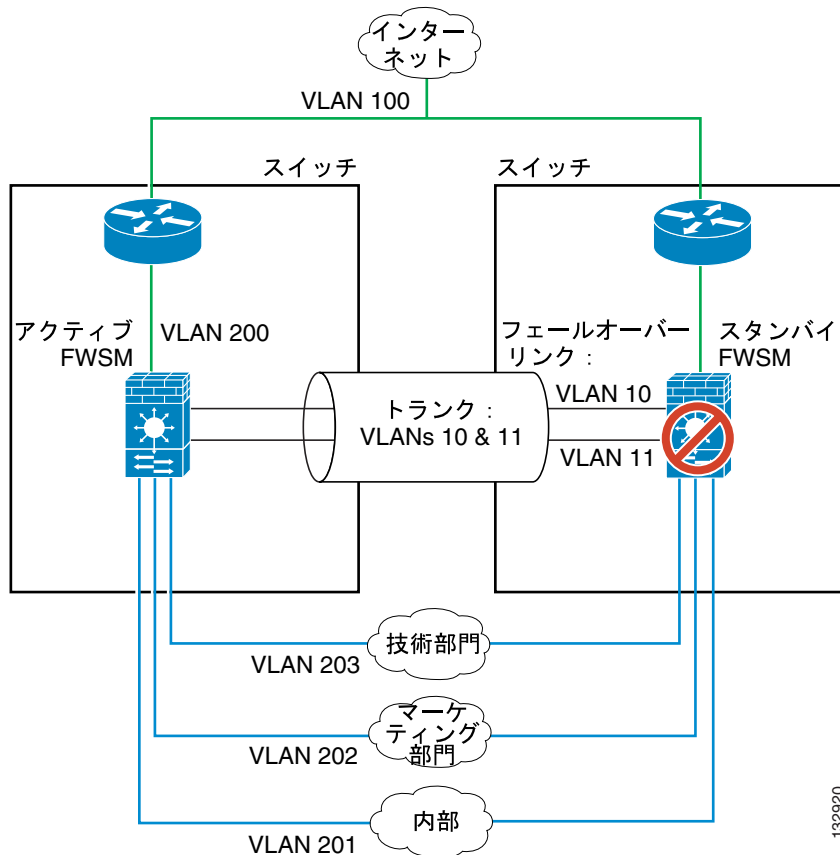 インター
ネット
VLAN 100
スイッチ
スイッチ
アクティブ
FWSM
VLAN 200
フェールオーバー
リンク：
スタンバイ
FWSM
VLAN 10
トランク：
VLANs 10 & 11
VLAN 11
技術部門
VLAN 203
マーケ
ティング
部門
VLAN 202
内部
VLAN 201
132920